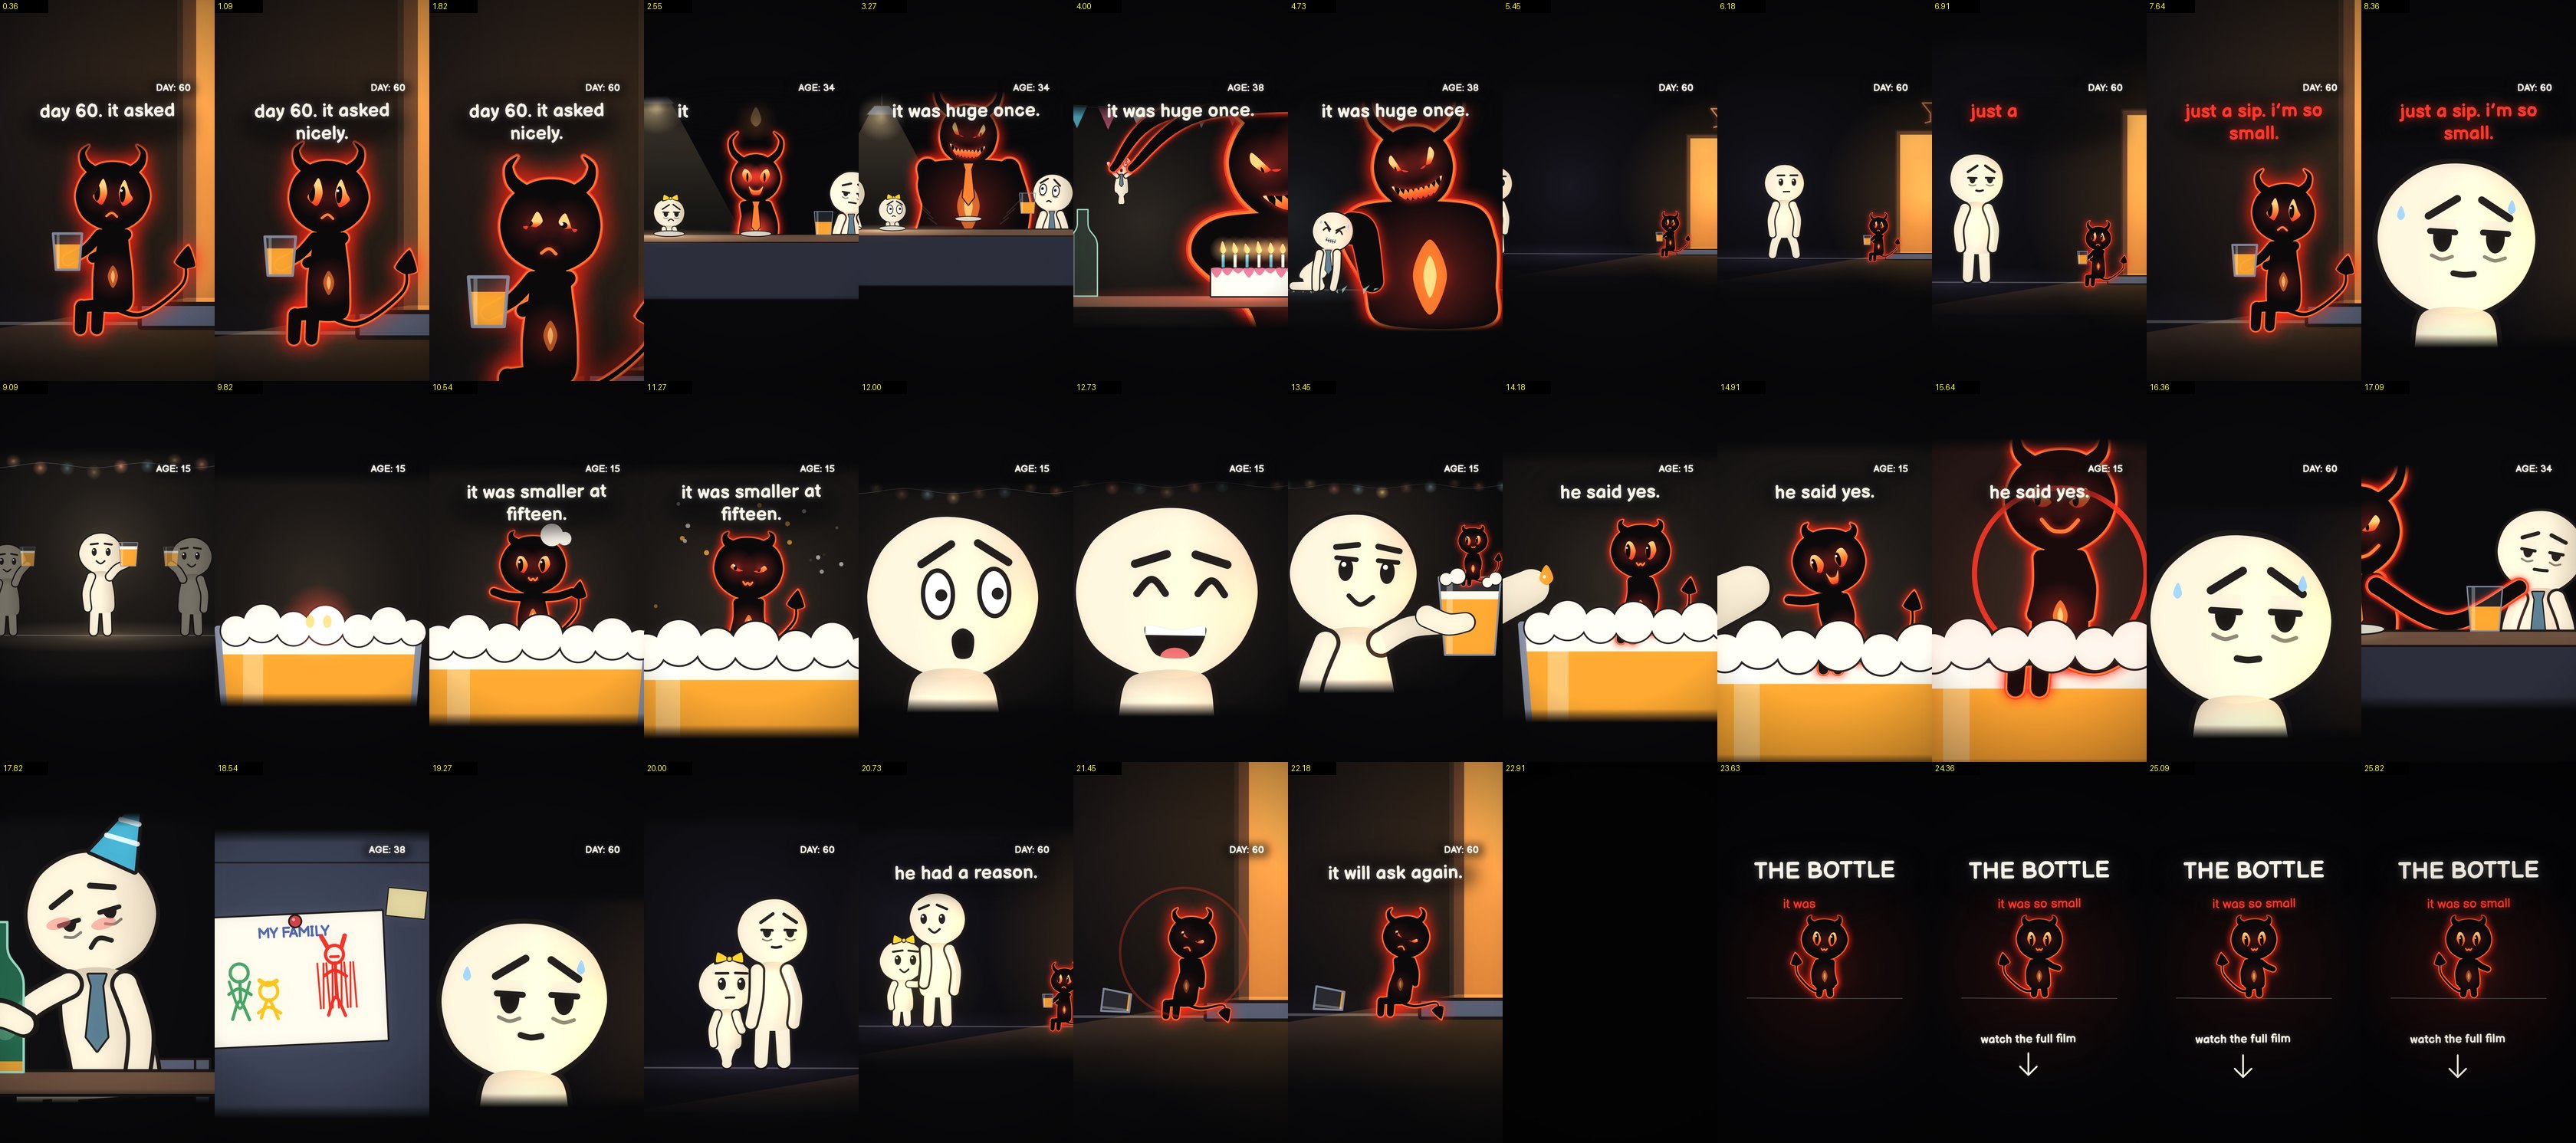 0.36
DAY: 60
day 60. it asked
1.09
DAY: 60
day 60. it asked
nicely.
1.82
DAY: 60
day 60. it asked
nicely.
2.55
AGE: 34
it
3.27
AGE: 34
it was huge once.
4.00
AGE: 38
it was huge once.
4.73
AGE: 38
it was huge once.
5.45
DAY: 60
6.18
DAY: 60
6.91
DAY: 60
just a
7.64
DAY: 60
just a sip. i'm so
small.
8.36
DAY: 60
just a sip. i'm so
small.
9.09
AGE: 15
9.82
AGE: 15
10.54
AGE: 15
it was smaller at
fifteen.
11.27
AGE: 15
it was smaller at
fifteen.
12.00
AGE: 15
12.73
AGE: 15
13.45
AGE: 15
14.18
AGE: 15
he said yes.
14.91
AGE: 15
he said yes.
15.64
AGE: 15
he said yes.
16.36
DAY: 60
17.09
AGE: 34
17.82
18.54
AGE: 38
MY FAMILY
19.27
DAY: 60
20.00
DAY: 60
20.73
DAY: 60
he had a reason.
21.45
DAY: 60
22.18
DAY: 60
it will ask again.
22.91
23.63
THE BOTTLE
it was
24.36
THE BOTTLE
it was so small
watch the full film
25.09
THE BOTTLE
it was so small
watch the full film
25.82
THE BOTTLE
it was so small
watch the full film